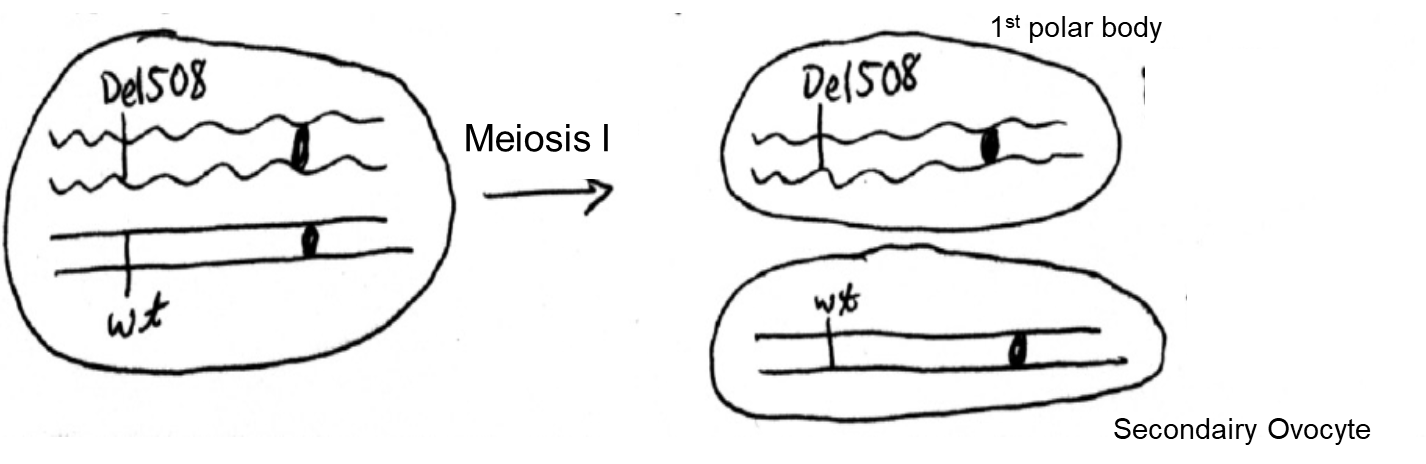 Del508
wt
Meiosis I
1st polar body
Del508
wt
Secondairy Ovocyte